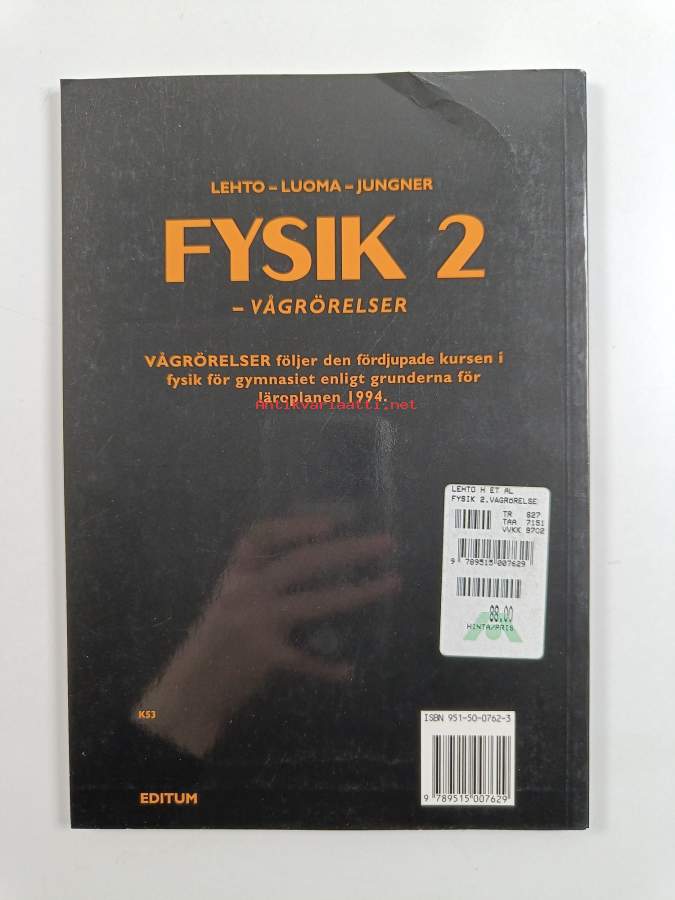 LEHTO – LUOMA – JUNGNER
FYSIK 2
– VÅGRÖRELSER
VÅGRÖRELSER följer den fördjupade kursen i
fysik för gymnasiet enligt grunderna för
läroplanen 1994.
Antikvariaatti.net
LEHTO H ET AL
FYSIK 2.VAGRÖRELSE
TR 627
TAA 7151
VVKK 9702
9 789515 007629
88.00
HINTA/PRIS
K53
ISBN 951-50-0762-3
9 789515 007629
EDITUM